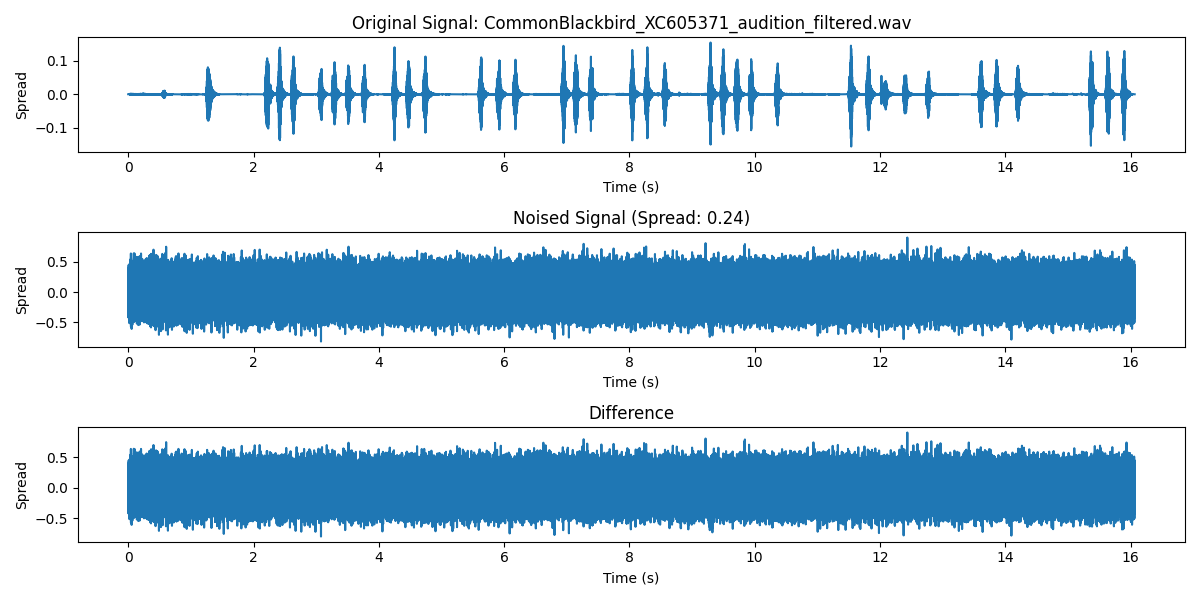 Original Signal: CommonBlackbird_XC605371_audition_filtered.wav
Spread
0.1
0.0
−0.1
0 2 4 6 8 10 12 14 16
Time (s)
Noised Signal (Spread: 0.24)
Spread
0.5
0.0
−0.5
0 2 4 6 8 10 12 14 16
Time (s)
Difference
Spread
0.5
0.0
−0.5
0 2 4 6 8 10 12 14 16
Time (s)